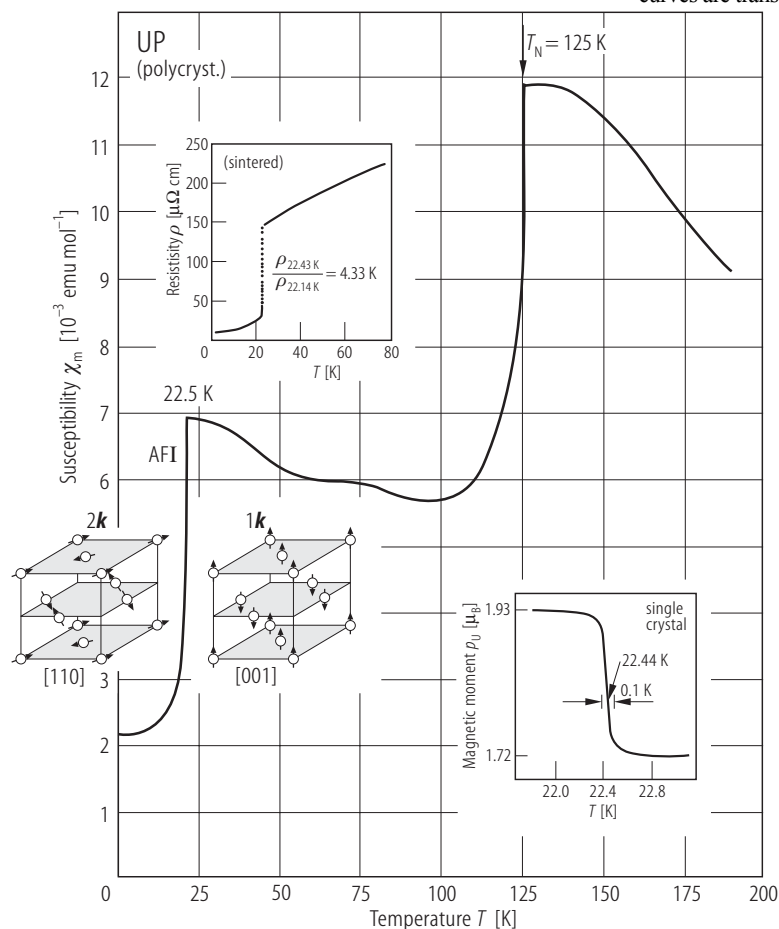 curves are trans
UP
(polycryst.)
T_N = 125 K
12
11
10
9
8
7
6
3
2
1
0
Susceptibility χ_m [10⁻³ emu mol⁻¹]
250
200
150
100
50
0
20
40
60
80
Resistisity ρ [μΩ cm]
T [K]
(sintered)
ρ_22.43 K / ρ_22.14 K = 4.33 K
22.5 K
AFI
2k
1k
[110]
[001]
single
crystal
1.93
1.72
Magnetic moment p_U [μ_B]
22.44 K
0.1 K
22.0
22.4
22.8
T [K]
25
50
75
100
125
150
175
200
Temperature T [K]